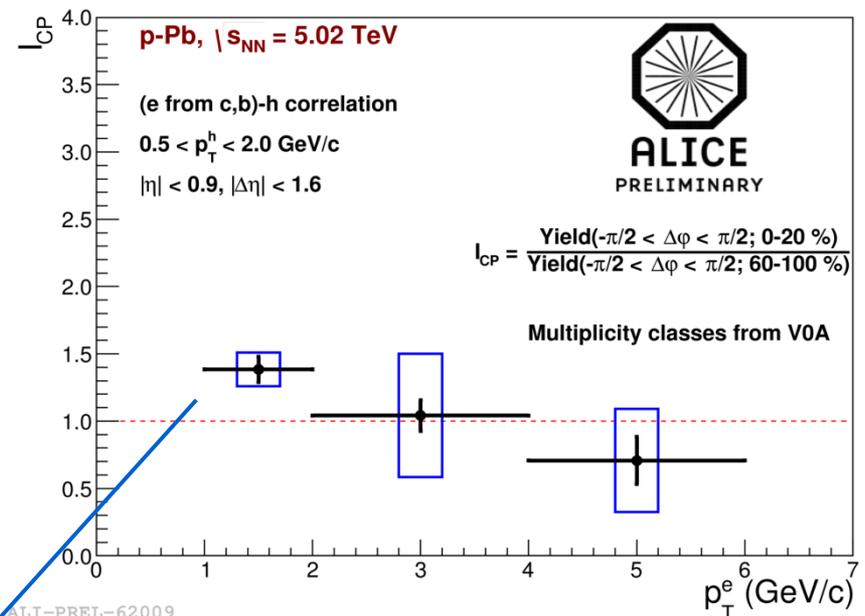 I_CP
4.0
3.5
3.0
2.5
2.0
1.5
1.0
0.5
0.0
p-Pb, \ s_NN = 5.02 TeV
(e from c,b)-h correlation
0.5 < p_T^h < 2.0 GeV/c
|η| < 0.9, |Δη| < 1.6
ALICE
PRELIMINARY
I_CP = Yield(-π/2 < Δφ < π/2; 0-20 %)
Yield(-π/2 < Δφ < π/2; 60-100 %)
Multiplicity classes from V0A
0 1 2 3 4 5 6 7
p_T^e (GeV/c)
ALI-PREL-62009